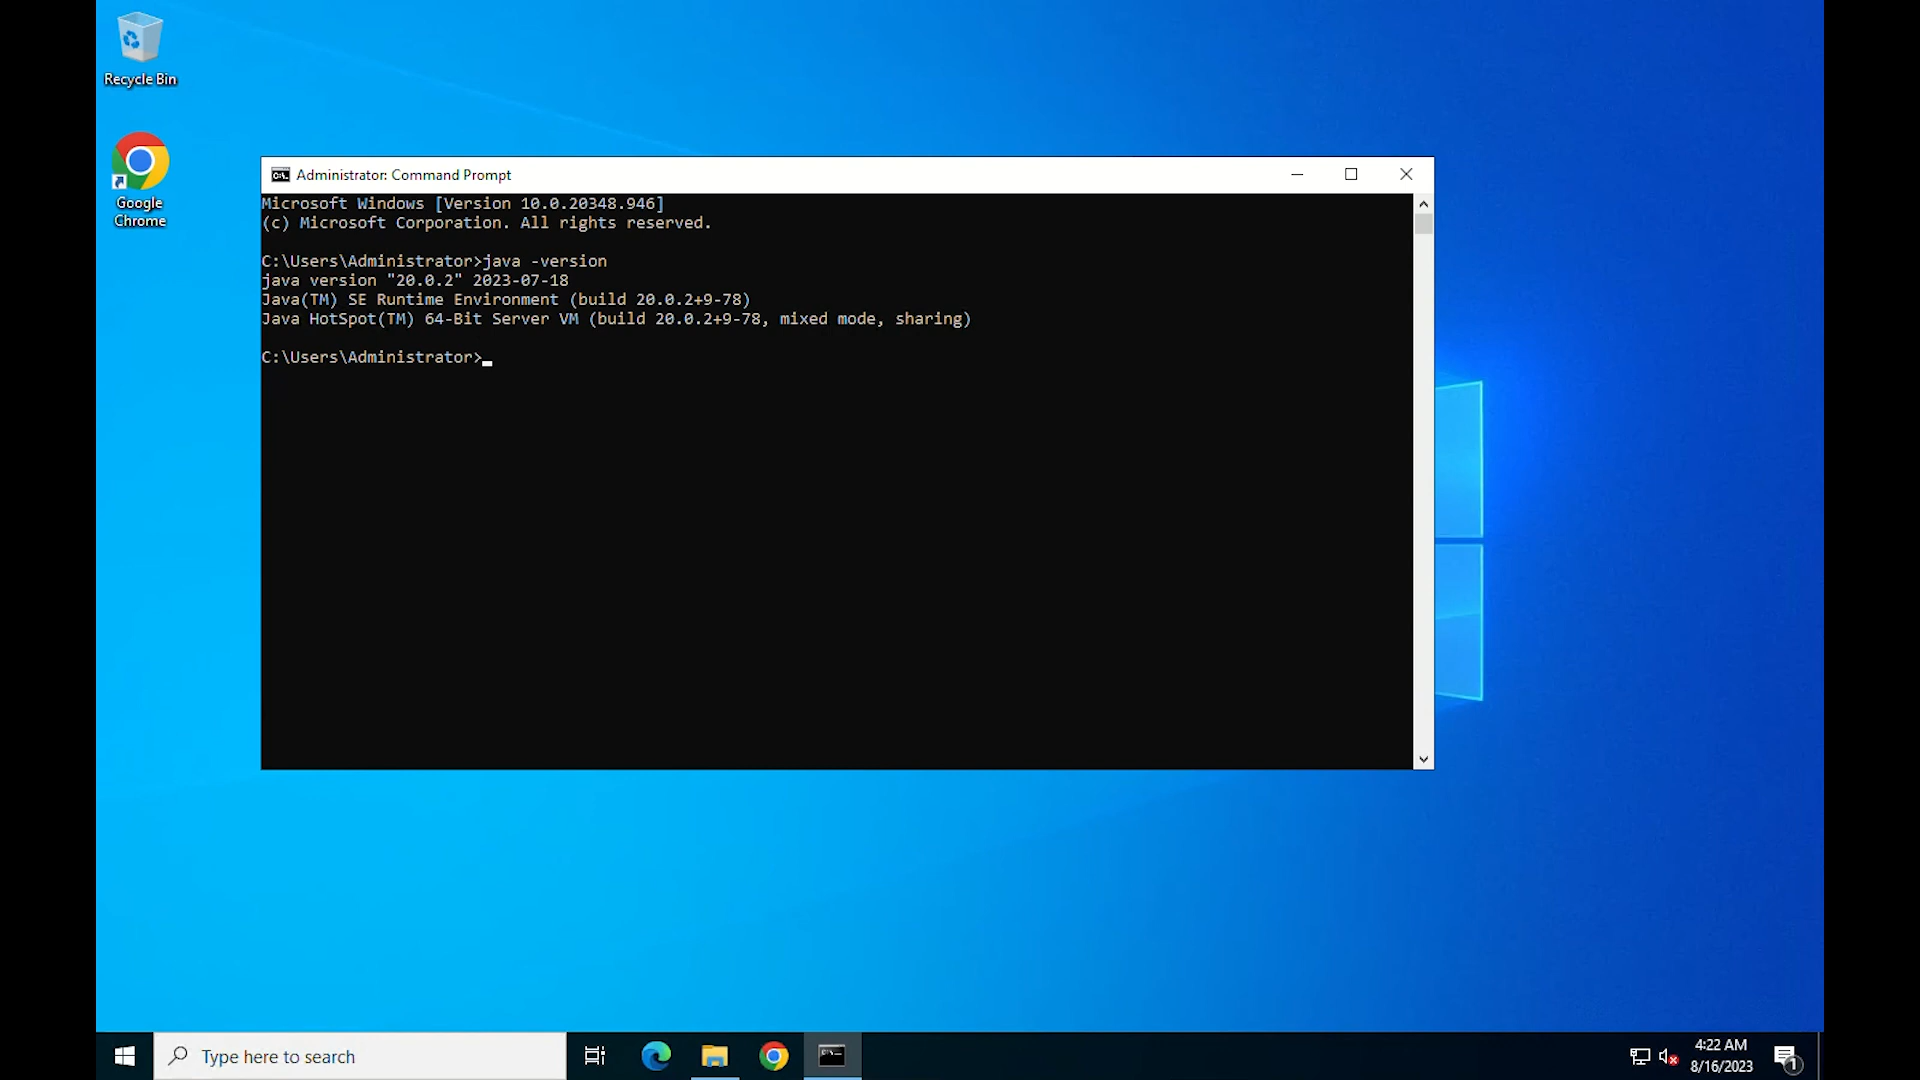 Recycle Bin
Google
Chrome
Administrator: Command Prompt
Microsoft Windows [Version 10.0.20348.946]
(c) Microsoft Corporation. All rights reserved.
C:\Users\Administrator>java -version
java version "20.0.2" 2023-07-18
Java(TM) SE Runtime Environment (build 20.0.2+9-78)
Java HotSpot(TM) 64-Bit Server VM (build 20.0.2+9-78, mixed mode, sharing)
C:\Users\Administrator>
Type here to search
4:22 AM
8/16/2023
1